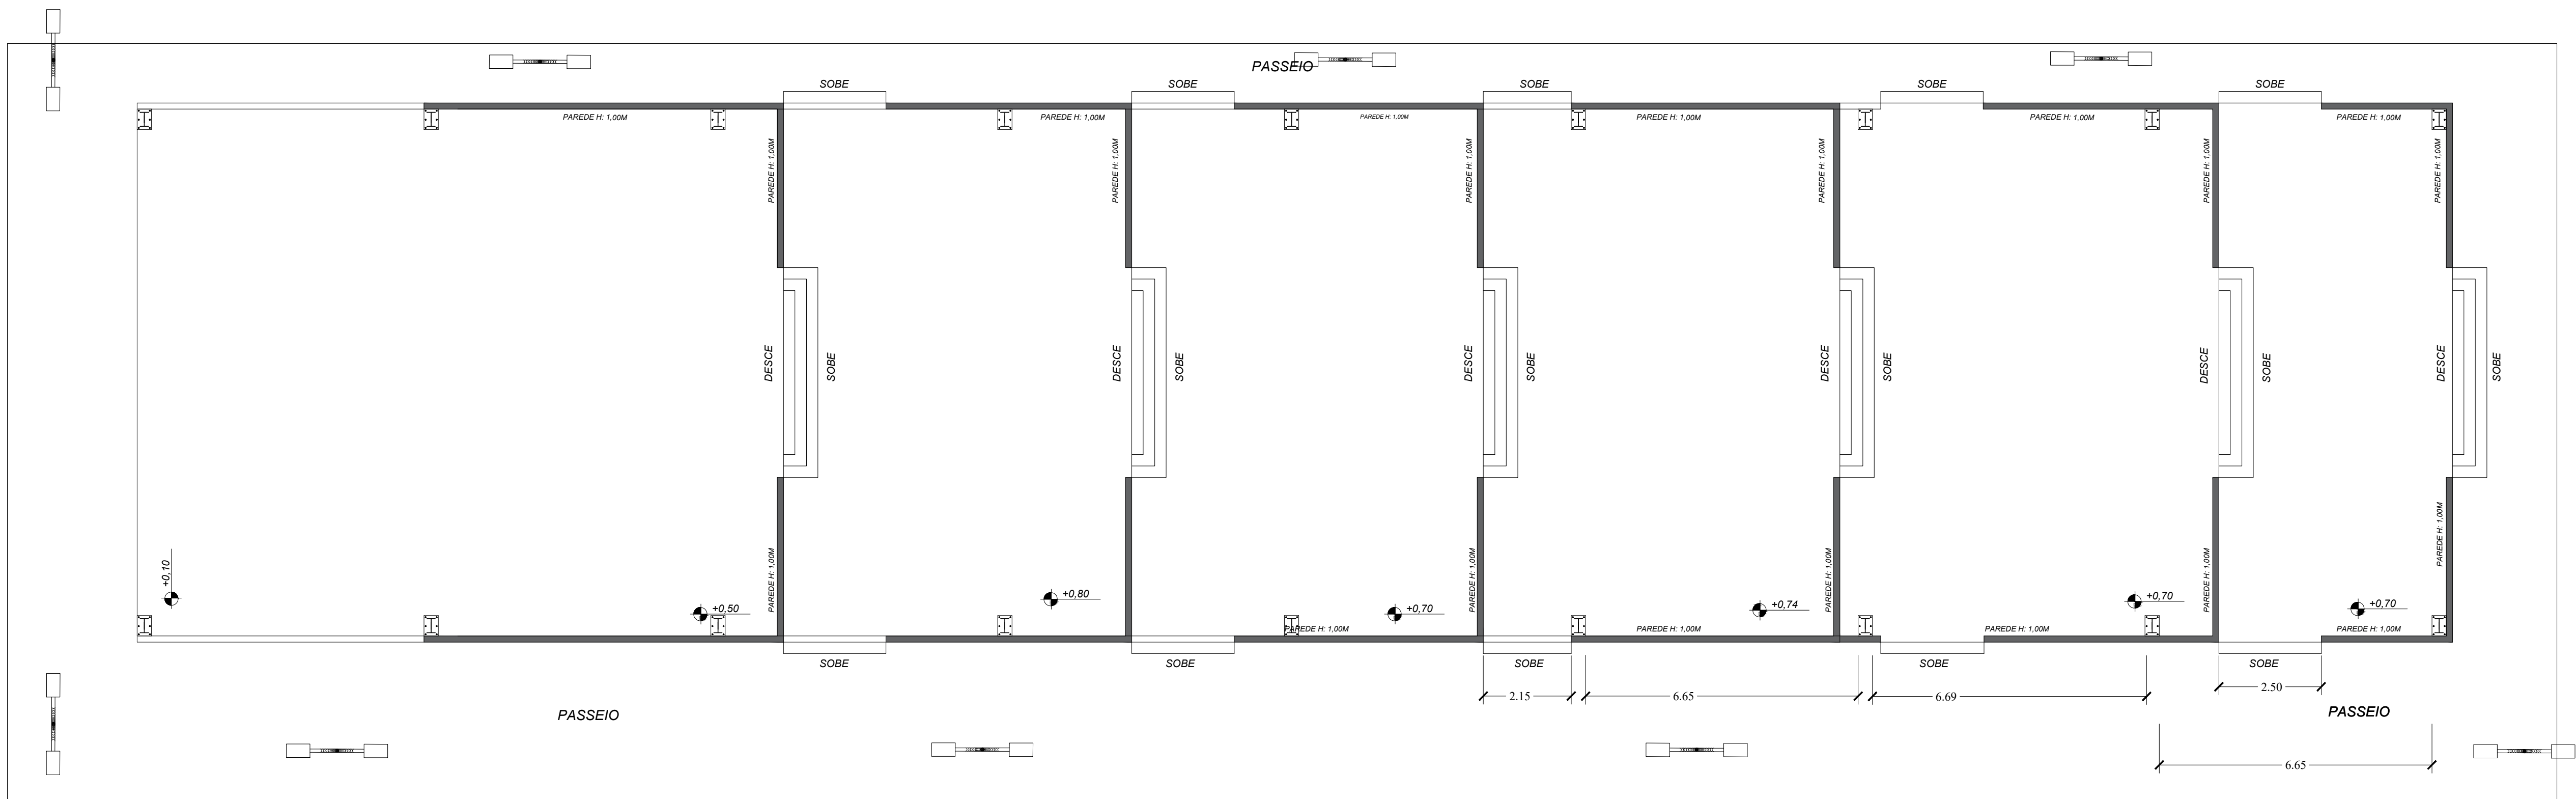 PASSEIO
SOBE
SOBE
SOBE
SOBE
SOBE
PAREDE H: 1,00M
PAREDE H: 1,00M
PAREDE H: 1,00M
PAREDE H: 1,00M
PAREDE H: 1,00M
PAREDE H: 1,00M
PAREDE H: 1,00M
PAREDE H: 1,00M
PAREDE H: 1,00M
PAREDE H: 1,00M
PAREDE H: 1,00M
PAREDE H: 1,00M
DESCE
SOBE
DESCE
SOBE
DESCE
SOBE
DESCE
SOBE
DESCE
SOBE
DESCE
SOBE
PAREDE H: 1,00M
PAREDE H: 1,00M
PAREDE H: 1,00M
PAREDE H: 1,00M
PAREDE H: 1,00M
+0,10
+0,50
+0,80
+0,70
+0,74
+0,70
+0,70
PAREDE H: 1,00M
PAREDE H: 1,00M
PAREDE H: 1,00M
PAREDE H: 1,00M
SOBE
SOBE
SOBE
SOBE
SOBE
2.15
6.65
6.69
2.50
PASSEIO
PASSEIO
6.65